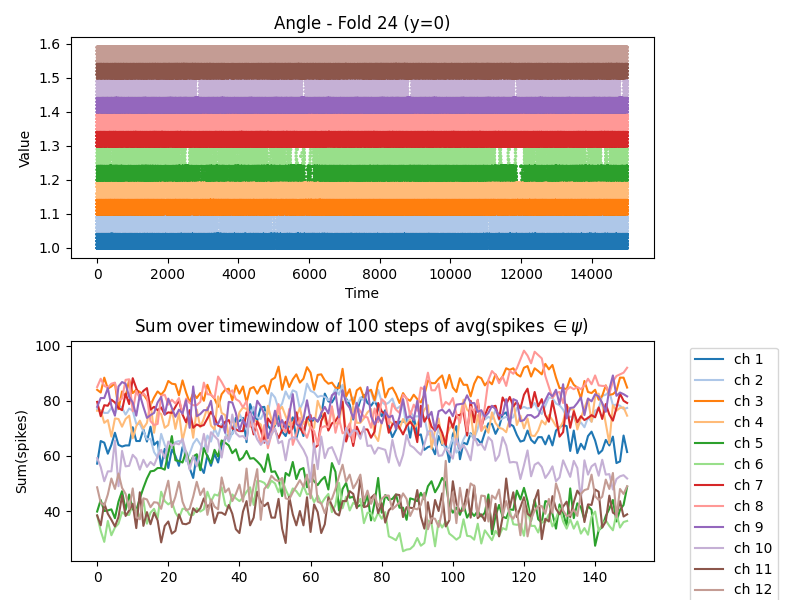 Angle - Fold 24 (y=0)
1.6
1.5
1.4
1.3
1.2
1.1
1.0
Value
0 2000 4000 6000 8000 10000 12000 14000
Time
Sum over timewindow of 100 steps of avg(spikes ∈ ψ)
100
80
60
40
Sum(spikes)
0 20 40 60 80 100 120 140
ch 1
ch 2
ch 3
ch 4
ch 5
ch 6
ch 7
ch 8
ch 9
ch 10
ch 11
ch 12